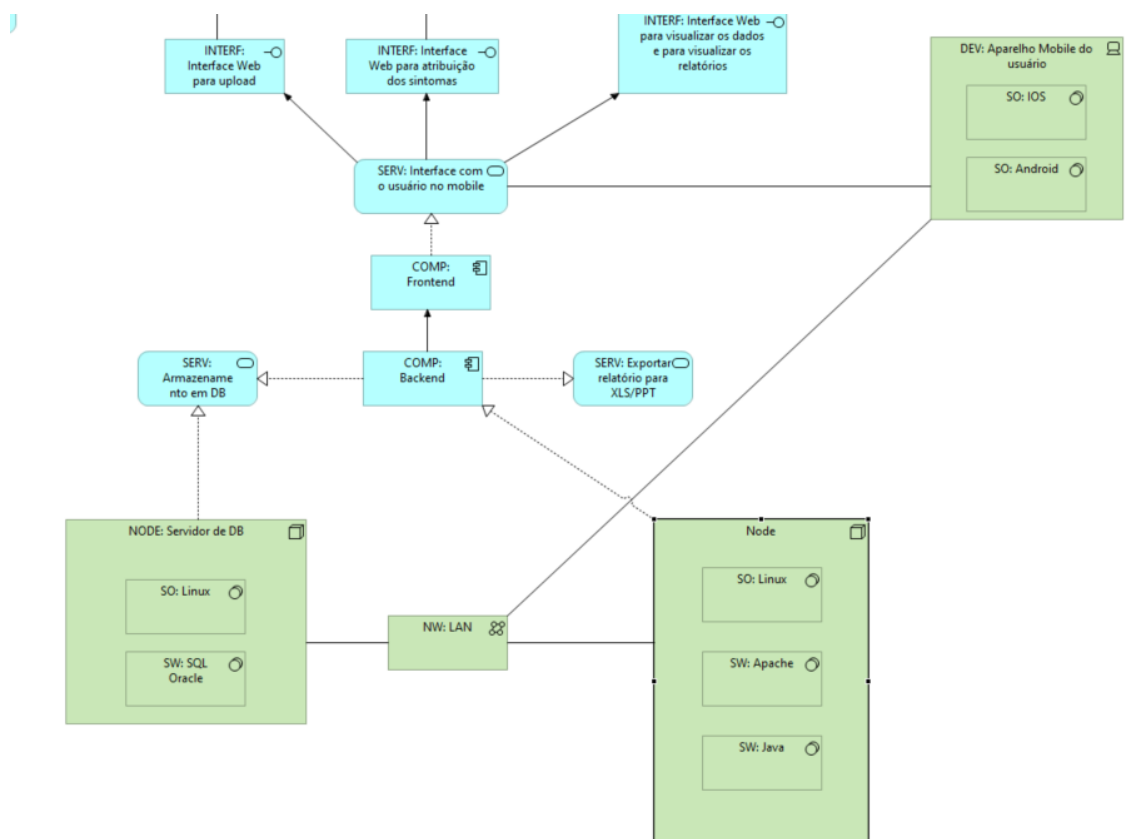 INTERF:
Interface Web
para upload
INTERF: Interface
Web para atribuição
dos sintomas
INTERF: Interface Web
para visualizar os dados
e para visualizar os
relatórios
DEV: Aparelho Mobile do
usuário
SO: IOS
SO: Android
SERV: Interface com
o usuário no mobile
COMP:
Frontend
SERV:
Armazename
nto em DB
COMP:
Backend
SERV: Exportar
relatório para
XLS/PPT
NODE: Servidor de DB
SO: Linux
SW: SQL
Oracle
NW: LAN
Node
SO: Linux
SW: Apache
SW: Java